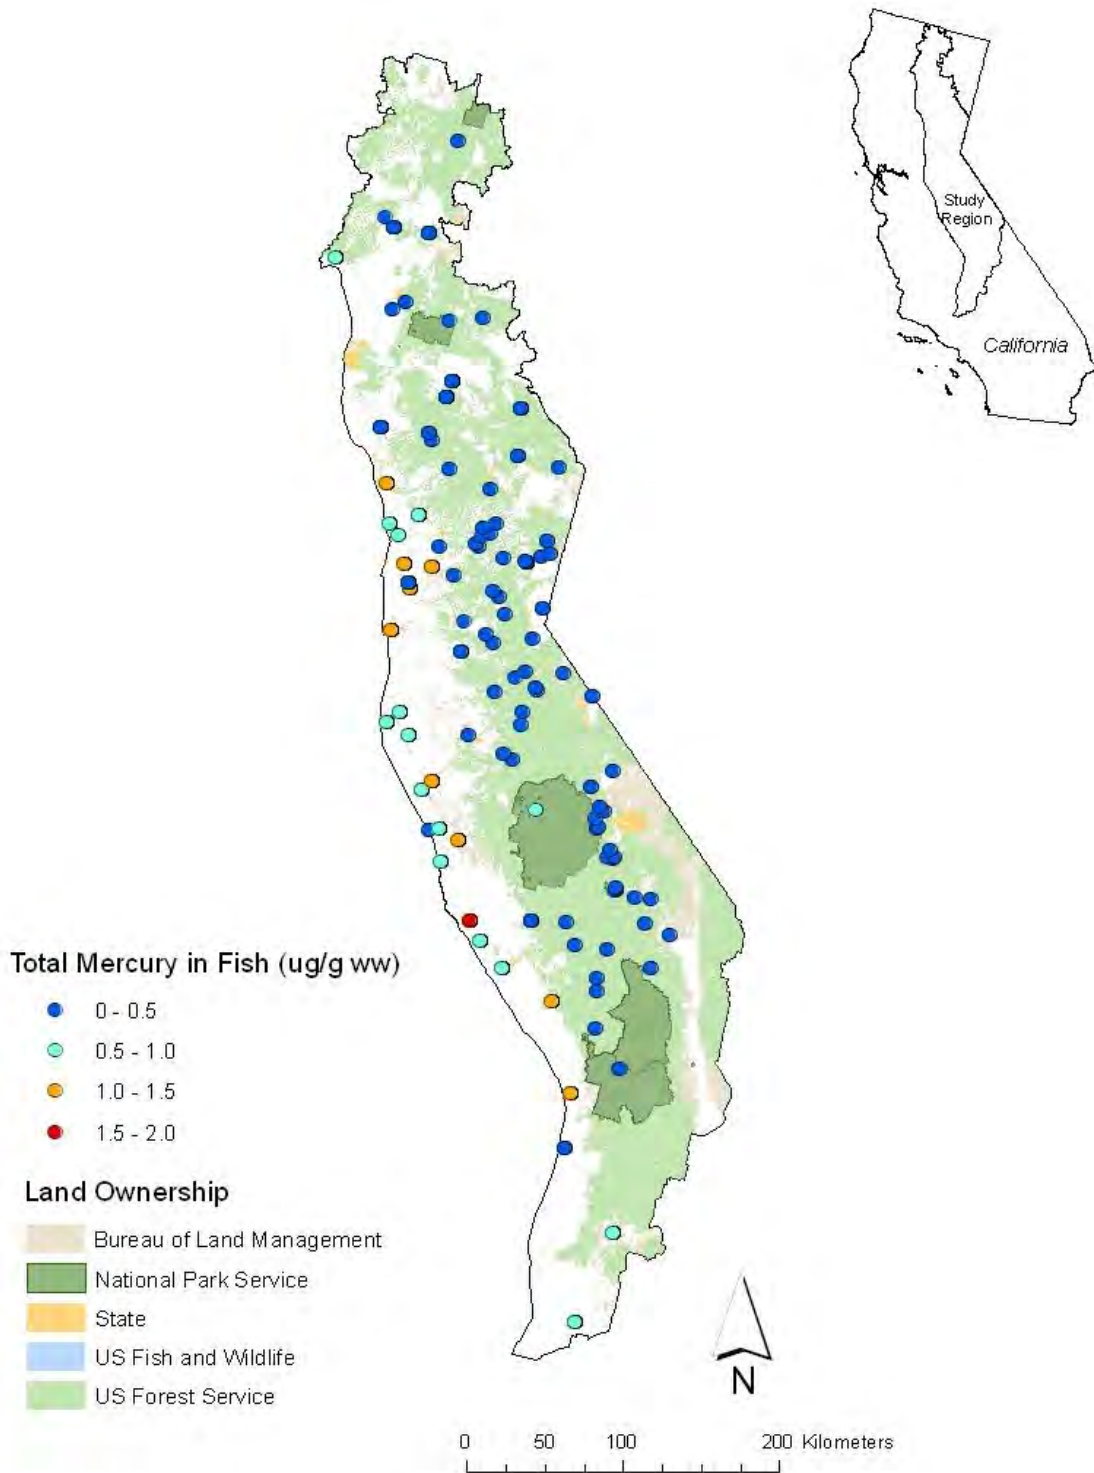 Study
Region
California
Total Mercury in Fish (ug/g ww)
0 - 0.5
0.5 - 1.0
1.0 - 1.5
1.5 - 2.0
Land Ownership
Bureau of Land Management
National Park Service
State
US Fish and Wildlife
US Forest Service
N
0 50 100 200 Kilometers